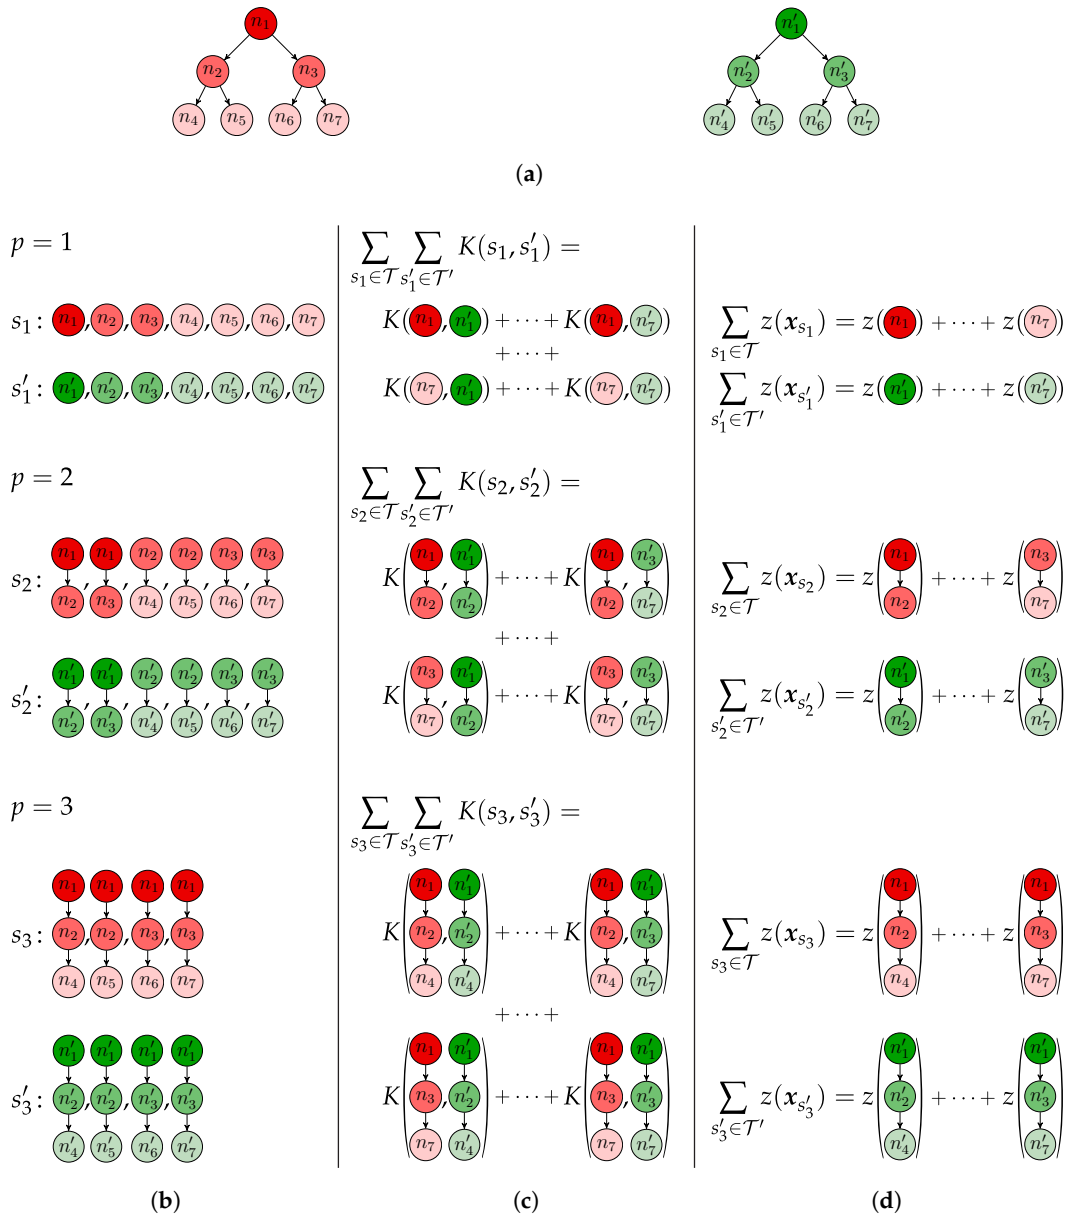 n₁ n′₁
n₂ n₃ n′₂ n′₃
n₄ n₅ n₆ n₇ n′₄ n′₅ n′₆ n′₇
(a)
p = 1
s₁: n₁, n₂, n₃, n₄, n₅, n₆, n₇
s′₁: n′₁, n′₂, n′₃, n′₄, n′₅, n′₆, n′₇
p = 2
n₁ n₁ n₂ n₂ n₃ n₃
s₂: , , , , ,
n₂ n₃ n₄ n₅ n₆ n₇
n′₁ n′₁ n′₂ n′₂ n′₃ n′₃
s′₂: , , , , ,
n′₂ n′₃ n′₄ n′₅ n′₆ n′₇
p = 3
n₁ n₁ n₁ n₁
s₃: n₂, n₂, n₃, n₃
n₄ n₅ n₆ n₇
n′₁ n′₁ n′₁ n′₁
s′₃: n′₂, n′₂, n′₃, n′₃
n′₄ n′₅ n′₆ n′₇
(b)
∑_{s₁∈𝒯} ∑_{s′₁∈𝒯′} K(s₁, s′₁) =
K(n₁, n′₁) + ··· + K(n₁, n′₇)
+ ··· +
K(n₇, n′₁) + ··· + K(n₇, n′₇)
∑_{s₂∈𝒯} ∑_{s′₂∈𝒯′} K(s₂, s′₂) =
n₁ n′₁ n₁ n′₃
K( , ) + ··· + K( , )
n₂ n′₂ n₂ n′₇
+ ··· +
n₃ n′₁ n₃ n′₃
K( , ) + ··· + K( , )
n₇ n′₂ n₇ n′₇
∑_{s₃∈𝒯} ∑_{s′₃∈𝒯′} K(s₃, s′₃) =
n₁ n′₁ n₁ n′₁
K(n₂, n′₂) + ··· + K(n₂, n′₃)
n₄ n′₄ n₄ n′₇
+ ··· +
n₁ n′₁ n₁ n′₁
K(n₃, n′₂) + ··· + K(n₃, n′₃)
n₇ n′₄ n₇ n′₇
(c)
∑_{s₁∈𝒯} z(𝒙_{s₁}) = z(n₁) + ··· + z(n₇)
∑_{s′₁∈𝒯′} z(𝒙_{s′₁}) = z(n′₁) + ··· + z(n′₇)
n₁ n₃
∑_{s₂∈𝒯} z(𝒙_{s₂}) = z( ) + ··· + z( )
n₂ n₇
n′₁ n′₃
∑_{s′₂∈𝒯′} z(𝒙_{s′₂}) = z( ) + ··· + z( )
n′₂ n′₇
n₁ n₁
∑_{s₃∈𝒯} z(𝒙_{s₃}) = z(n₂) + ··· + z(n₃)
n₄ n₇
n′₁ n′₁
∑_{s′₃∈𝒯′} z(𝒙_{s′₃}) = z(n′₂) + ··· + z(n′₃)
n′₄ n′₇
(d)